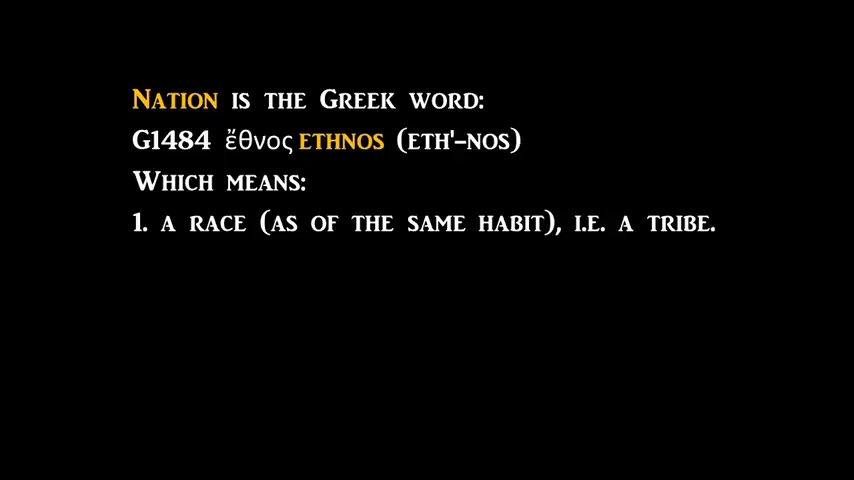 Nation is the Greek word:
G1484 ἔθνος ethnos (eth'-nos)
Which means:
1. a race (as of the same habit), i.e. a tribe.